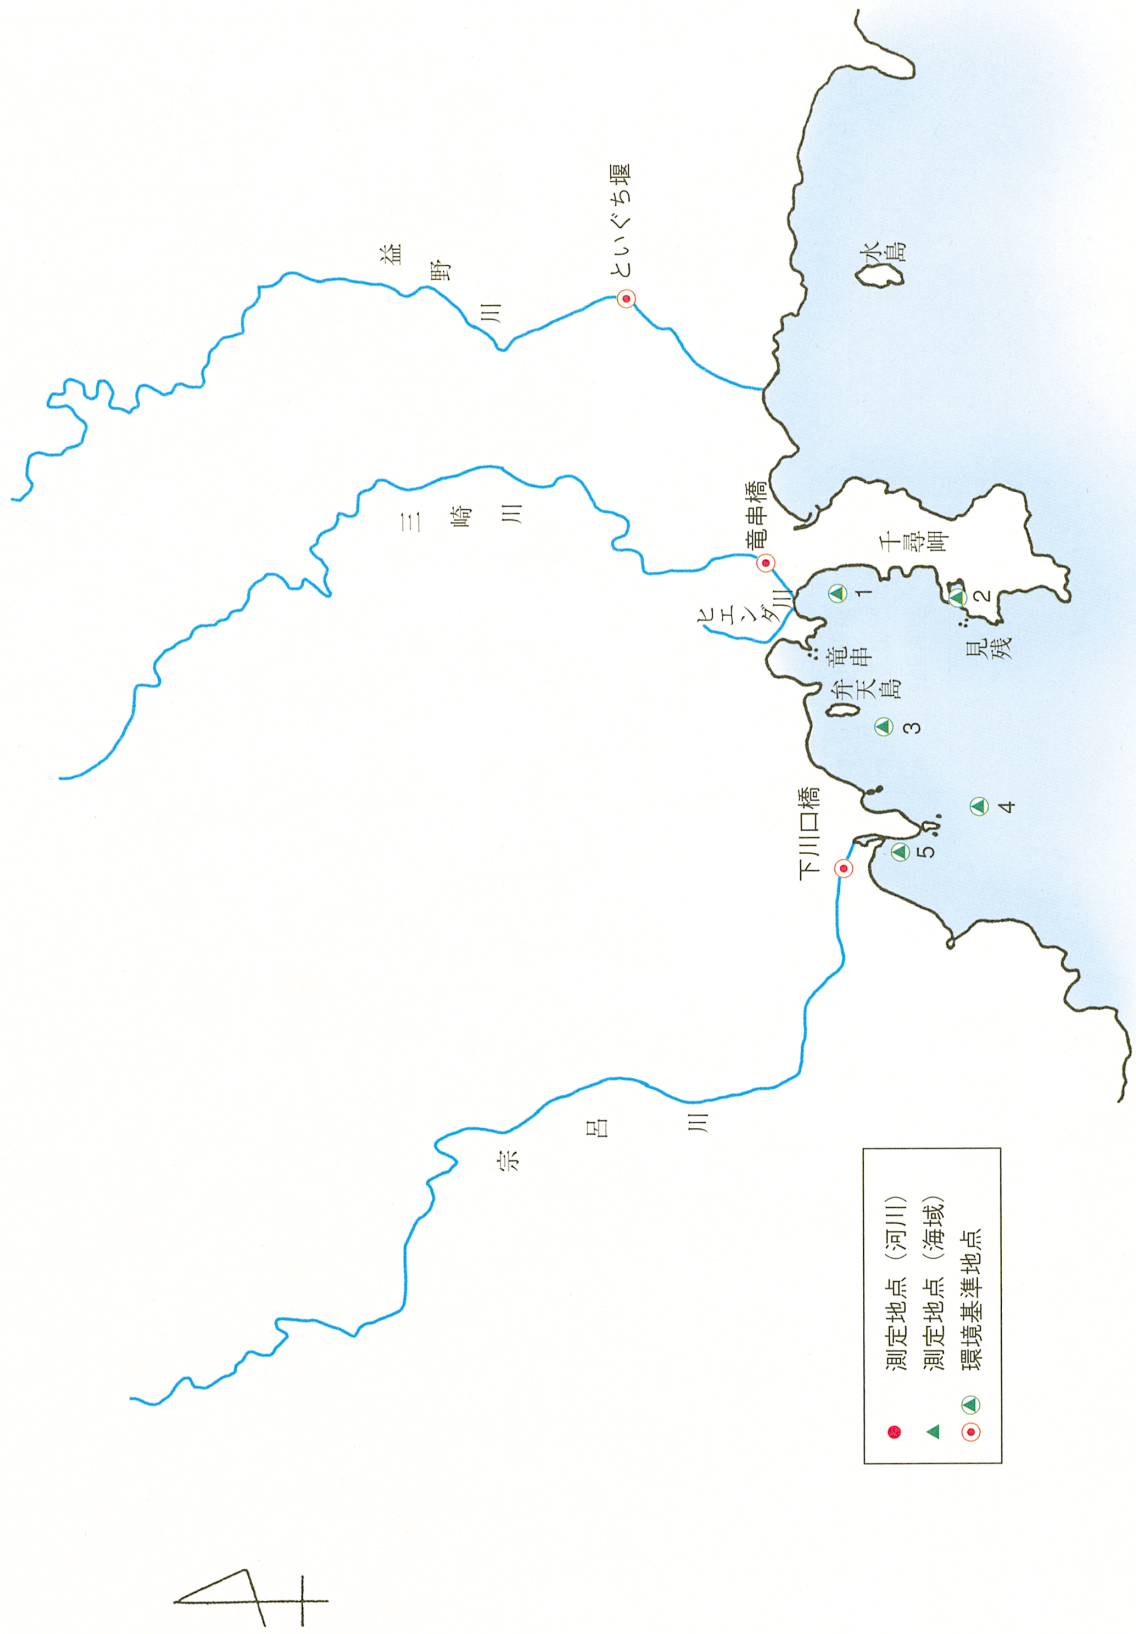 益野川
といぐち堰
三崎川
竜串橋
ヒエンダ川
水島
千尋岬
1
2
見残
竜串
弁天島
3
4
5
下川口橋
宗呂川
測定地点（河川）
測定地点（海域）
環境基準地点